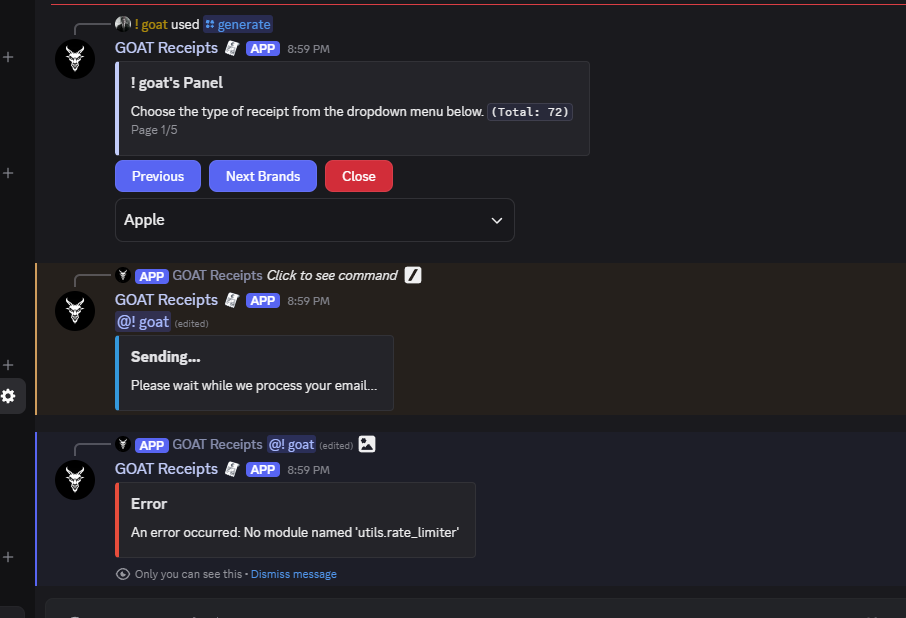 ! goat used generate
GOAT Receipts APP 8:59 PM
! goat's Panel
Choose the type of receipt from the dropdown menu below. (Total: 72)
Page 1/5
Previous Next Brands Close
Apple
APP GOAT Receipts Click to see command
GOAT Receipts APP 8:59 PM
@! goat (edited)
Sending...
Please wait while we process your email...
APP GOAT Receipts @! goat (edited)
GOAT Receipts APP 8:59 PM
Error
An error occurred: No module named 'utils.rate_limiter'
Only you can see this • Dismiss message